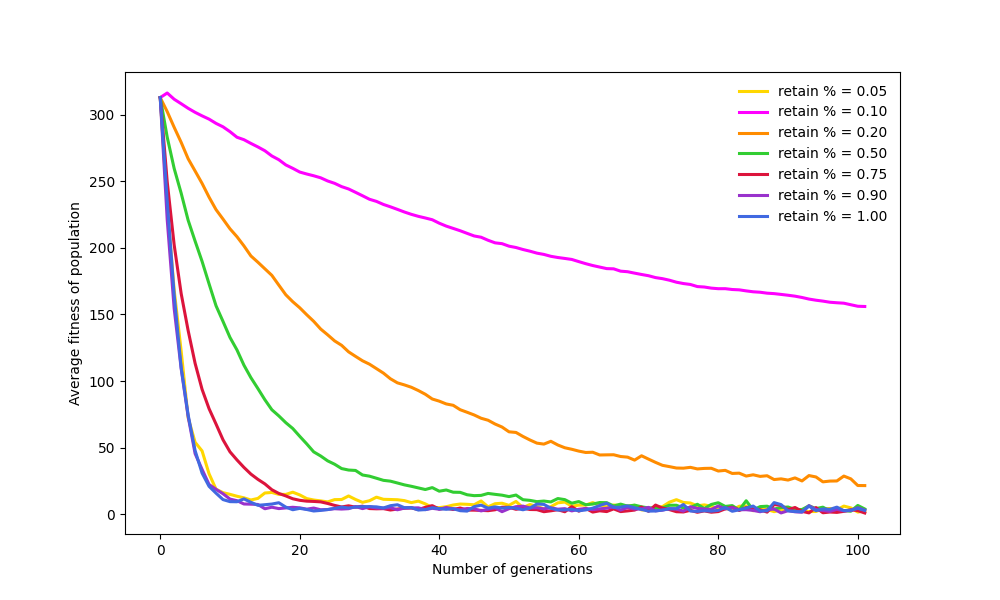 retain % = 0.05
retain % = 0.10
retain % = 0.20
retain % = 0.50
retain % = 0.75
retain % = 0.90
retain % = 1.00
300
250
200
150
100
50
0
Average fitness of population
0 20 40 60 80 100
Number of generations